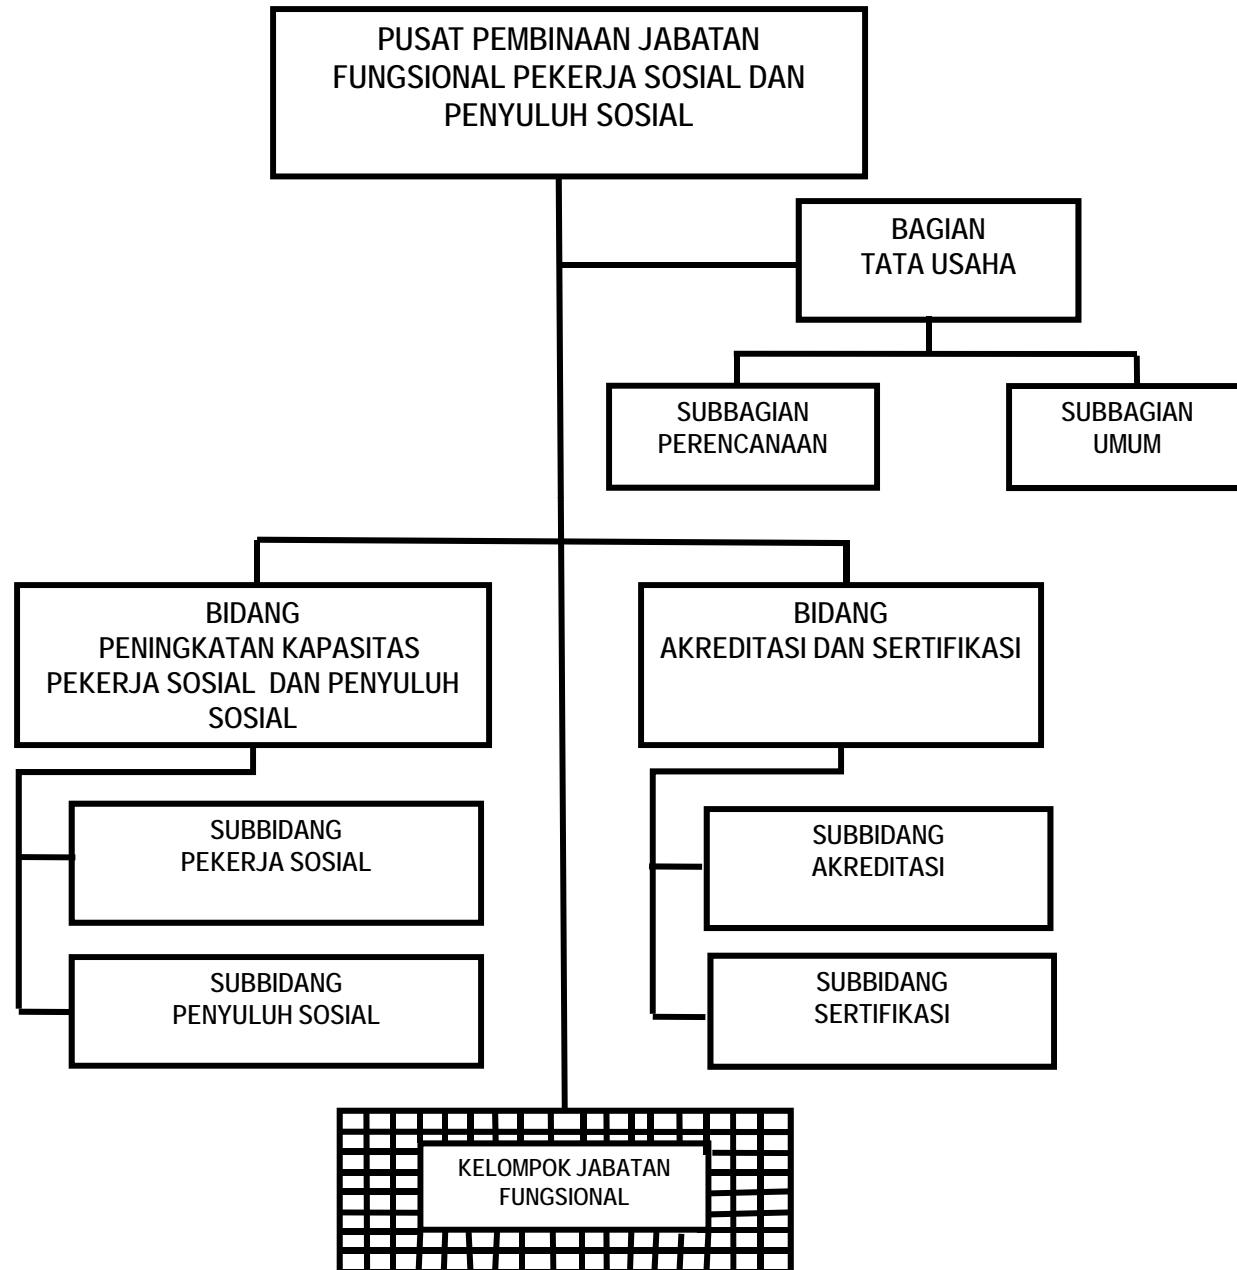 PUSAT PEMBINAAN JABATAN
FUNGSIONAL PEKERJA SOSIAL DAN
PENYULUH SOSIAL
BAGIAN
TATA USAHA
SUBBAGIAN
PERENCANAAN
SUBBAGIAN
UMUM
BIDANG
PENINGKATAN KAPASITAS
PEKERJA SOSIAL DAN PENYULUH
SOSIAL
BIDANG
AKREDITASI DAN SERTIFIKASI
SUBBIDANG
PEKERJA SOSIAL
SUBBIDANG
PENYULUH SOSIAL
SUBBIDANG
AKREDITASI
SUBBIDANG
SERTIFIKASI
KELOMPOK JABATAN
FUNGSIONAL